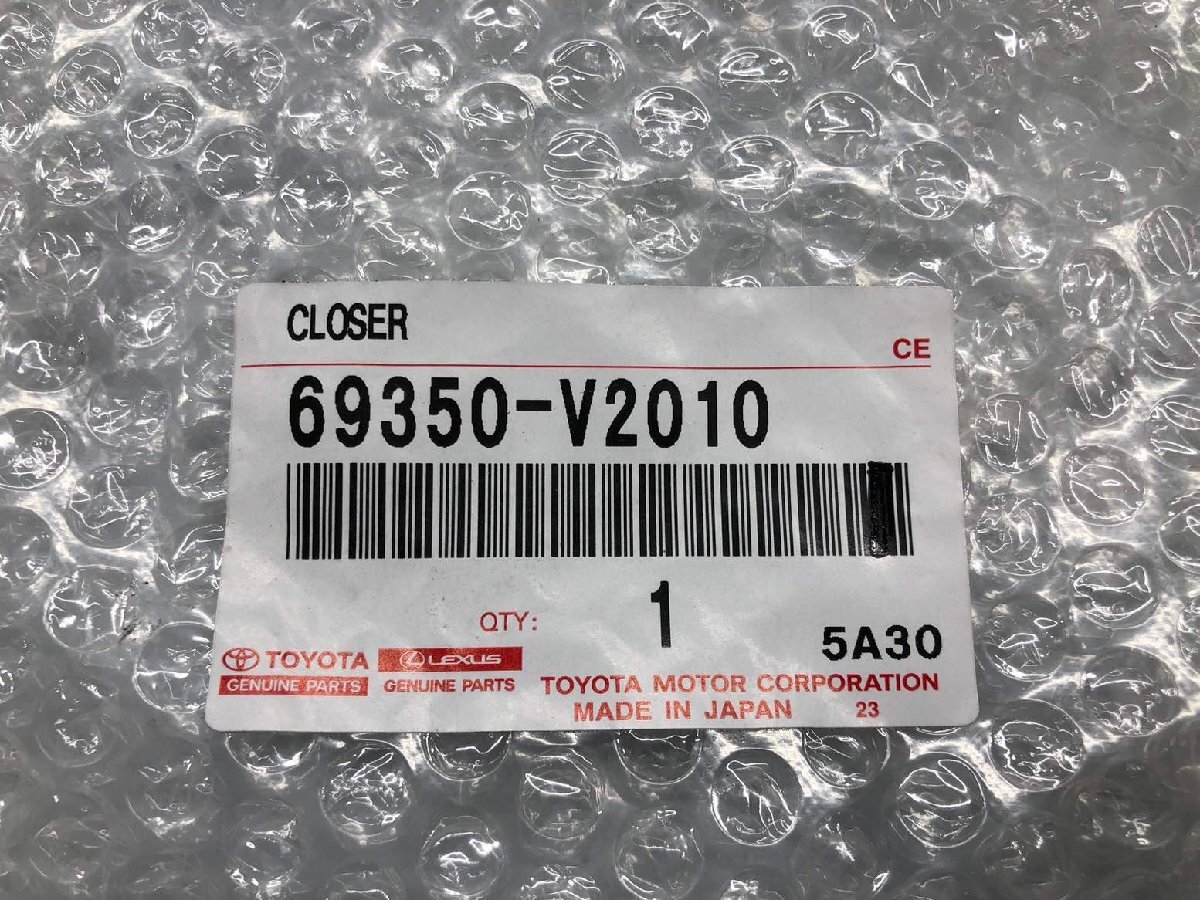 CLOSER
CE
69350-V2010
QTY: 1
5A30
TOYOTA LEXUS
GENUINE PARTS GENUINE PARTS TOYOTA MOTOR CORPORATION
MADE IN JAPAN 23